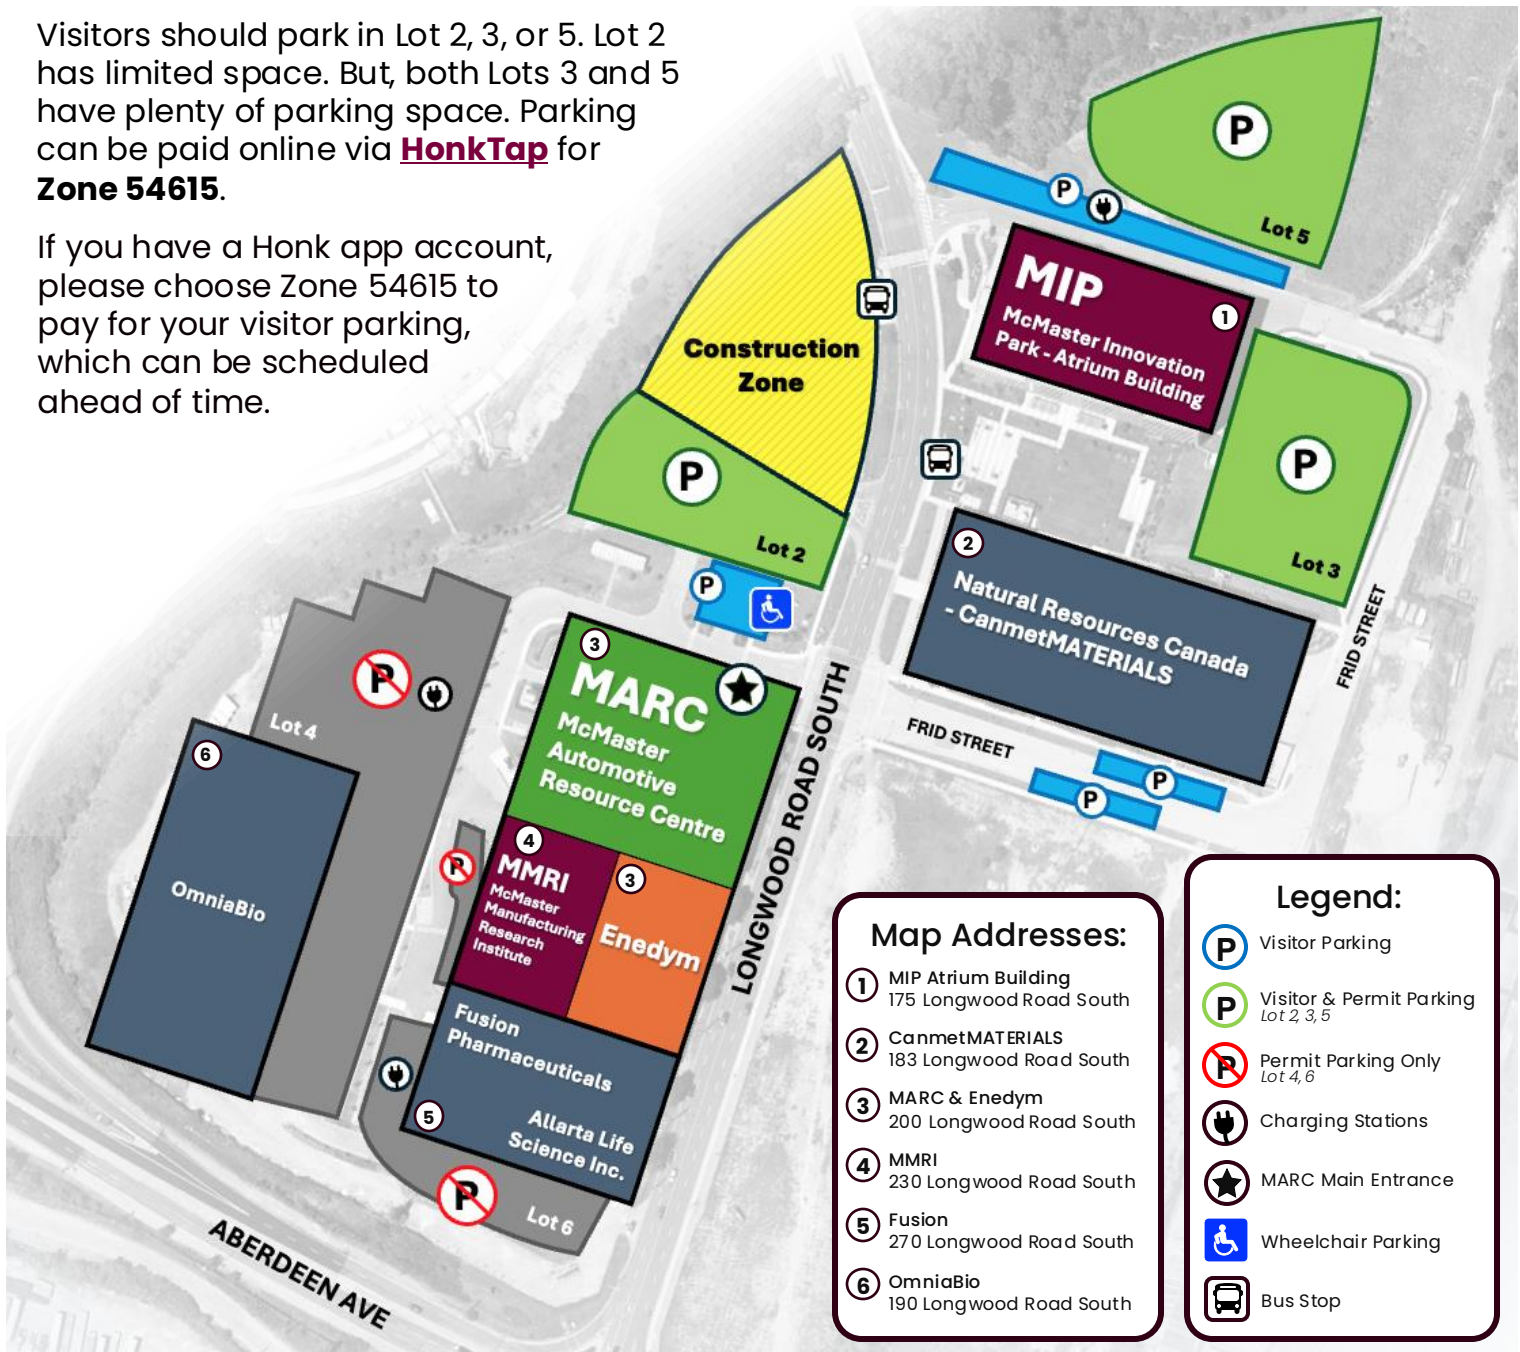 Visitors should park in Lot 2, 3, or 5. Lot 2
has limited space. But, both Lots 3 and 5
have plenty of parking space. Parking
can be paid online via HonkTap for
Zone 54615.
If you have a Honk app account,
please choose Zone 54615 to
pay for your visitor parking,
which can be scheduled
ahead of time.
P
Lot 5
P
MIP
McMaster Innovation
Park - Atrium Building
1
Construction
Zone
P
Lot 2
P
Lot 3
2
Natural Resources Canada
- CanmetMATERIALS
FRID STREET
FRID STREET
P
P
P
3
MARC
McMaster
Automotive
Resource Centre
LONGWOOD ROAD SOUTH
P
Lot 4
6
OmniaBio
P
4
MMRI
McMaster
Manufacturing
Research
Institute
3
Enedym
Fusion
Pharmaceuticals
Allarta Life
Science Inc.
5
P
Lot 6
ABERDEEN AVE
Map Addresses:
1 MIP Atrium Building
175 Longwood Road South
2 CanmetMATERIALS
183 Longwood Road South
3 MARC & Enedym
200 Longwood Road South
4 MMRI
230 Longwood Road South
5 Fusion
270 Longwood Road South
6 OmniaBio
190 Longwood Road South
Legend:
P Visitor Parking
P Visitor & Permit Parking
Lot 2, 3, 5
P Permit Parking Only
Lot 4, 6
Charging Stations
MARC Main Entrance
Wheelchair Parking
Bus Stop